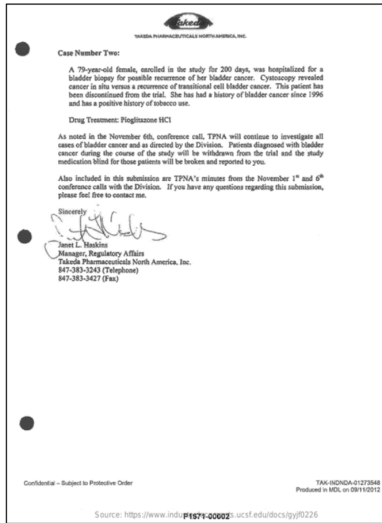 Takeda
TAKEDA PHARMACEUTICALS NORTH AMERICA, INC.
Case Number Two:
A 79-year-old female, enrolled in the study for 200 days, was hospitalized for a
bladder biopsy for possible recurrence of her bladder cancer. Cystoscopy revealed
cancer in situ versus a recurrence of transitional cell bladder cancer. This patient has
been discontinued from the trial. She has had a history of bladder cancer since 1996
and has a positive history of tobacco use.
Drug Treatment: Pioglitazone HCl
As noted in the November 6th, conference call, TPNA will continue to investigate all
cases of bladder cancer and as directed by the Division. Patients diagnosed with bladder
cancer during the course of the study will be withdrawn from the trial and the study
medication blind for those patients will be broken and reported to you.
Also included in this submission are TPNA's minutes from the November 1st and 6th
conference calls with the Division. If you have any questions regarding this submission,
please feel free to contact me.
Sincerely
Janet L. Haskins
Manager, Regulatory Affairs
Takeda Pharmaceuticals North America, Inc.
847-383-3243 (Telephone)
847-383-3427 (Fax)
Confidential – Subject to Protective Order
TAK-INDNDA-01273548
Produced in MDL on 09/11/2012
Source: https://www.indu P1571-00602 s.ucsf.edu/docs/gyjf0226